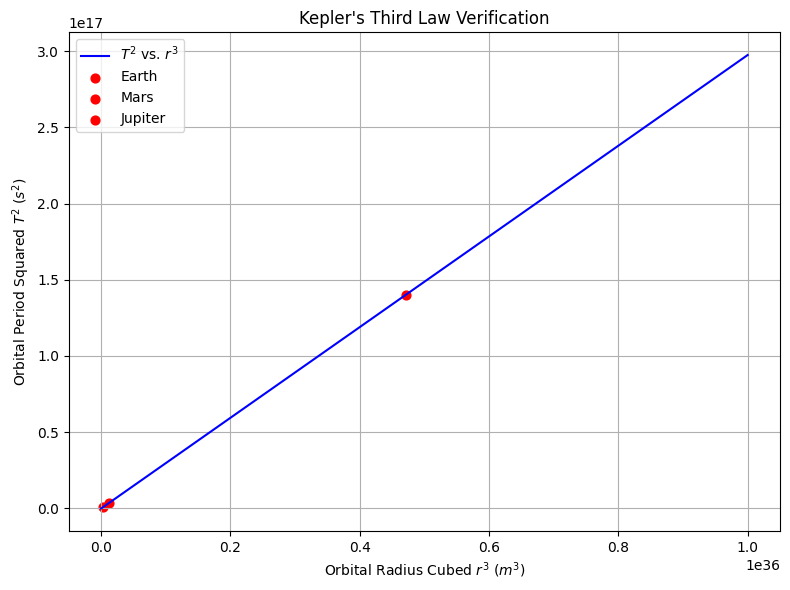 Kepler's Third Law Verification
1e17
T² vs. r³
Earth
Mars
Jupiter
3.0
2.5
2.0
1.5
1.0
0.5
0.0
Orbital Period Squared T² (s²)
0.0 0.2 0.4 0.6 0.8 1.0
1e36
Orbital Radius Cubed r³ (m³)